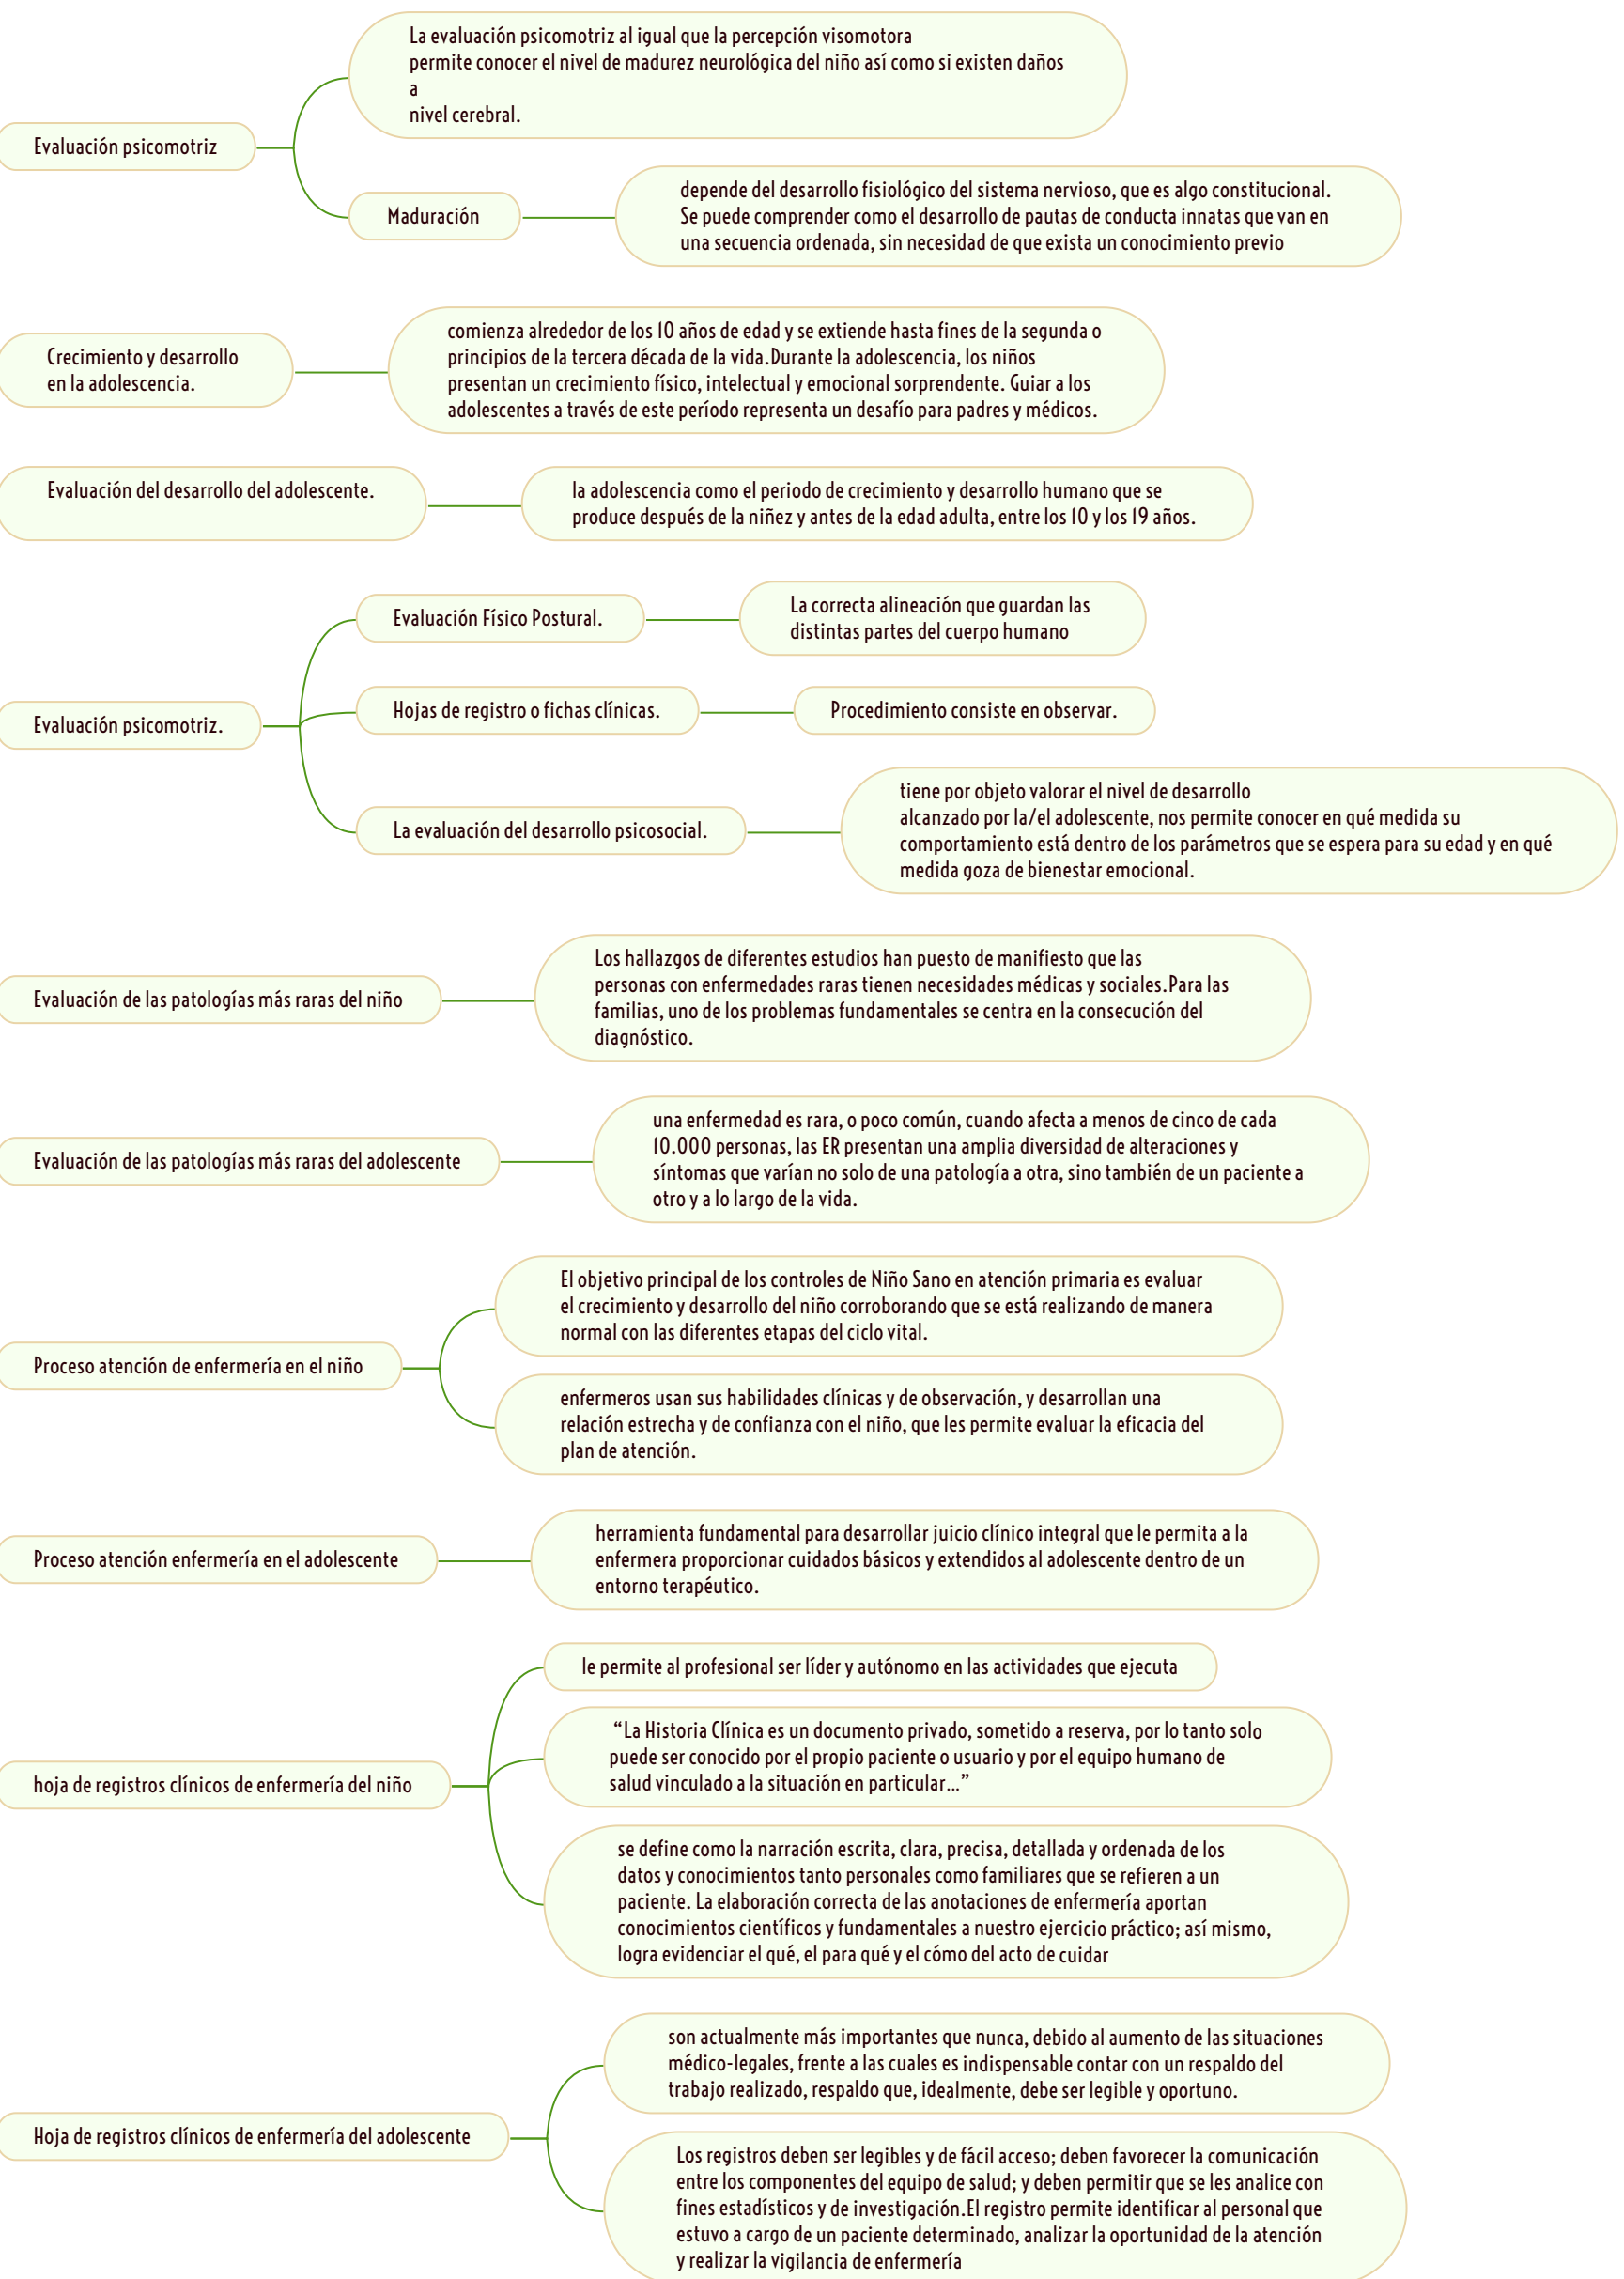 La evaluación psicomotriz al igual que la percepción visomotora
permite conocer el nivel de madurez neurológica del niño así como si existen daños
a
nivel cerebral.
Evaluación psicomotriz
Maduración
depende del desarrollo fisiológico del sistema nervioso, que es algo constitucional.
Se puede comprender como el desarrollo de pautas de conducta innatas que van en
una secuencia ordenada, sin necesidad de que exista un conocimiento previo
Crecimiento y desarrollo
en la adolescencia.
comienza alrededor de los 10 años de edad y se extiende hasta fines de la segunda o
principios de la tercera década de la vida.Durante la adolescencia, los niños
presentan un crecimiento físico, intelectual y emocional sorprendente. Guiar a los
adolescentes a través de este período representa un desafío para padres y médicos.
Evaluación del desarrollo del adolescente.
la adolescencia como el periodo de crecimiento y desarrollo humano que se
produce después de la niñez y antes de la edad adulta, entre los 10 y los 19 años.
Evaluación psicomotriz.
Evaluación Físico Postural.
La correcta alineación que guardan las
distintas partes del cuerpo humano
Hojas de registro o fichas clínicas.
Procedimiento consiste en observar.
La evaluación del desarrollo psicosocial.
tiene por objeto valorar el nivel de desarrollo
alcanzado por la/el adolescente, nos permite conocer en qué medida su
comportamiento está dentro de los parámetros que se espera para su edad y en qué
medida goza de bienestar emocional.
Evaluación de las patologías más raras del niño
Los hallazgos de diferentes estudios han puesto de manifiesto que las
personas con enfermedades raras tienen necesidades médicas y sociales.Para las
familias, uno de los problemas fundamentales se centra en la consecución del
diagnóstico.
Evaluación de las patologías más raras del adolescente
una enfermedad es rara, o poco común, cuando afecta a menos de cinco de cada
10.000 personas, las ER presentan una amplia diversidad de alteraciones y
síntomas que varían no solo de una patología a otra, sino también de un paciente a
otro y a lo largo de la vida.
Proceso atención de enfermería en el niño
El objetivo principal de los controles de Niño Sano en atención primaria es evaluar
el crecimiento y desarrollo del niño corroborando que se está realizando de manera
normal con las diferentes etapas del ciclo vital.
enfermeros usan sus habilidades clínicas y de observación, y desarrollan una
relación estrecha y de confianza con el niño, que les permite evaluar la eficacia del
plan de atención.
Proceso atención enfermería en el adolescente
herramienta fundamental para desarrollar juicio clínico integral que le permita a la
enfermera proporcionar cuidados básicos y extendidos al adolescente dentro de un
entorno terapéutico.
hoja de registros clínicos de enfermería del niño
le permite al profesional ser líder y autónomo en las actividades que ejecuta
“La Historia Clínica es un documento privado, sometido a reserva, por lo tanto solo
puede ser conocido por el propio paciente o usuario y por el equipo humano de
salud vinculado a la situación en particular...”
se define como la narración escrita, clara, precisa, detallada y ordenada de los
datos y conocimientos tanto personales como familiares que se refieren a un
paciente. La elaboración correcta de las anotaciones de enfermería aportan
conocimientos científicos y fundamentales a nuestro ejercicio práctico; así mismo,
logra evidenciar el qué, el para qué y el cómo del acto de cuidar
Hoja de registros clínicos de enfermería del adolescente
son actualmente más importantes que nunca, debido al aumento de las situaciones
médico-legales, frente a las cuales es indispensable contar con un respaldo del
trabajo realizado, respaldo que, idealmente, debe ser legible y oportuno.
Los registros deben ser legibles y de fácil acceso; deben favorecer la comunicación
entre los componentes del equipo de salud; y deben permitir que se les analice con
fines estadísticos y de investigación.El registro permite identificar al personal que
estuvo a cargo de un paciente determinado, analizar la oportunidad de la atención
y realizar la vigilancia de enfermería